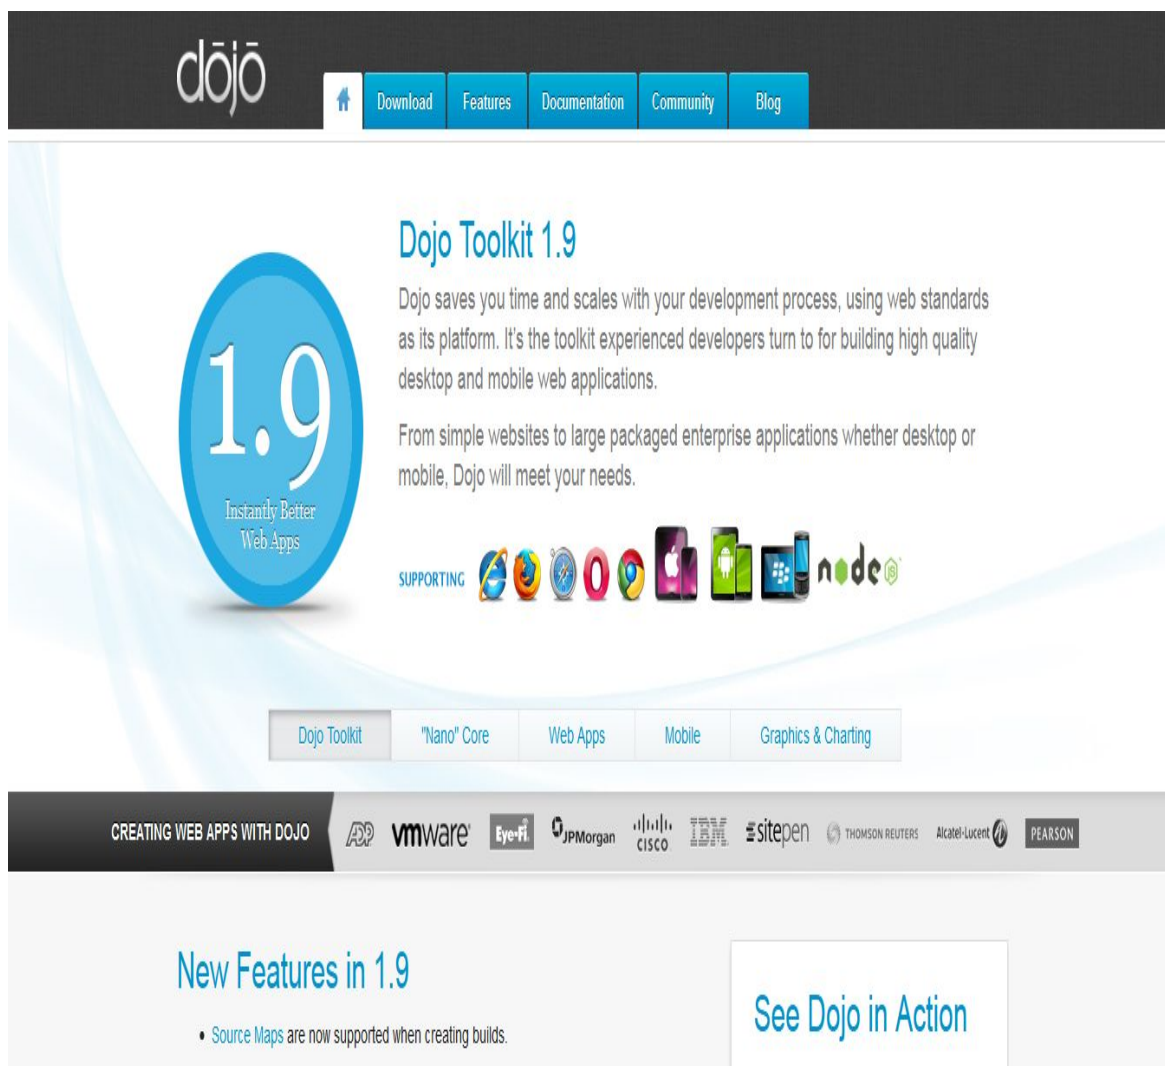 dōjō
Download Features Documentation Community Blog
Dojo Toolkit 1.9
Dojo saves you time and scales with your development process, using web standards
as its platform. It's the toolkit experienced developers turn to for building high quality
desktop and mobile web applications.
From simple websites to large packaged enterprise applications whether desktop or
mobile, Dojo will meet your needs.
1.9
Instantly Better
Web Apps
SUPPORTING node JS
Dojo Toolkit "Nano" Core Web Apps Mobile Graphics & Charting
CREATING WEB APPS WITH DOJO ADP vmware Eye-Fi JPMorgan CISCO IBM sitepen THOMSON REUTERS Alcatel-Lucent PEARSON
New Features in 1.9
• Source Maps are now supported when creating builds.
See Dojo in Action